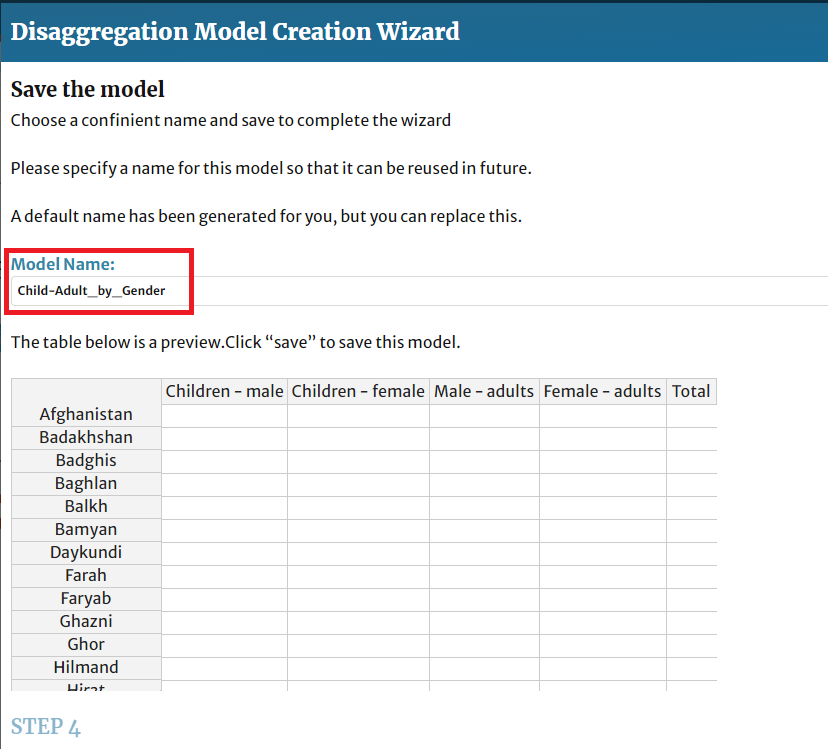 Disaggregation Model Creation Wizard
Save the model
Choose a confinient name and save to complete the wizard
Please specify a name for this model so that it can be reused in future.
A default name has been generated for you, but you can replace this.
Model Name:
Child-Adult_by_Gender
The table below is a preview.Click “save” to save this model.
Children - male Children - female Male - adults Female - adults Total
Afghanistan
Badakhshan
Badghis
Baghlan
Balkh
Bamyan
Daykundi
Farah
Faryab
Ghazni
Ghor
Hilmand
Hirat
STEP 4